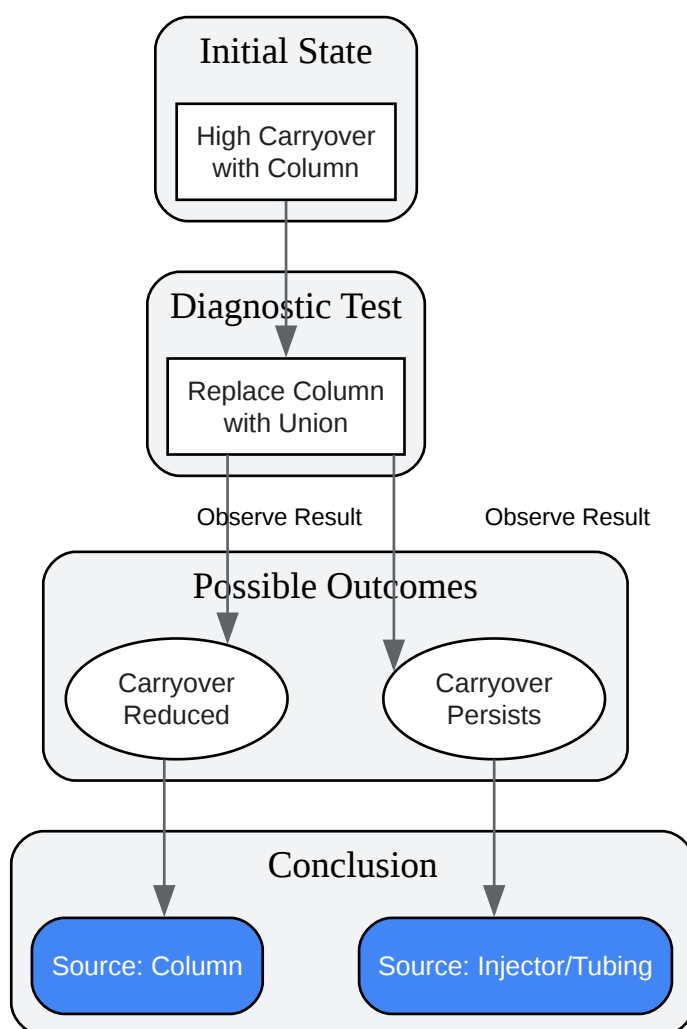 Initial State
High Carryover
with Column
Diagnostic Test
Replace Column
with Union
Observe Result
Observe Result
Possible Outcomes
Carryover
Reduced
Carryover
Persists
Conclusion
Source: Column
Source: Injector/Tubing